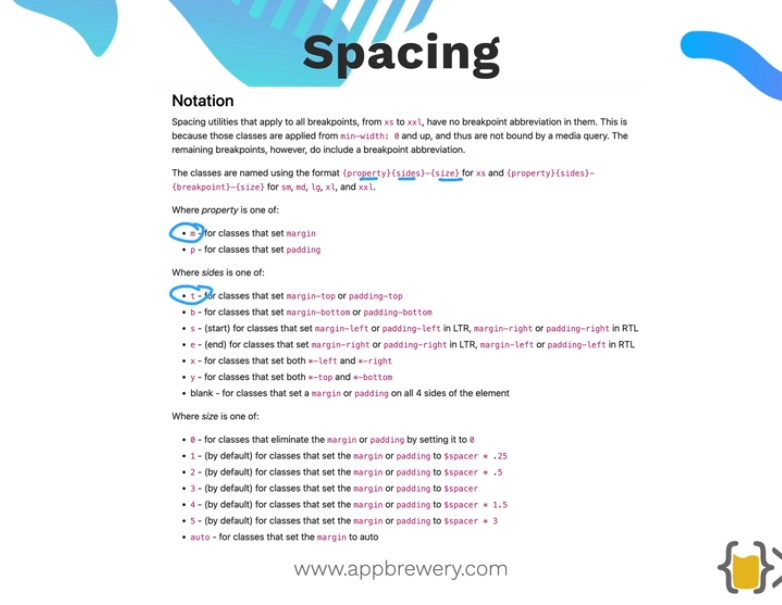 Spacing
Notation
Spacing utilities that apply to all breakpoints, from xs to xxl, have no breakpoint abbreviation in them. This is
because those classes are applied from min-width: 0 and up, and thus are not bound by a media query. The
remaining breakpoints, however, do include a breakpoint abbreviation.
The classes are named using the format {property}{sides}-{size} for xs and {property}{sides}-
{breakpoint}-{size} for sm, md, lg, xl, and xxl.
Where property is one of:
• m - for classes that set margin
• p - for classes that set padding
Where sides is one of:
• t - for classes that set margin-top or padding-top
• b - for classes that set margin-bottom or padding-bottom
• s - (start) for classes that set margin-left or padding-left in LTR, margin-right or padding-right in RTL
• e - (end) for classes that set margin-right or padding-right in LTR, margin-left or padding-left in RTL
• x - for classes that set both *-left and *-right
• y - for classes that set both *-top and *-bottom
• blank - for classes that set a margin or padding on all 4 sides of the element
Where size is one of:
• 0 - for classes that eliminate the margin or padding by setting it to 0
• 1 - (by default) for classes that set the margin or padding to $spacer * .25
• 2 - (by default) for classes that set the margin or padding to $spacer * .5
• 3 - (by default) for classes that set the margin or padding to $spacer
• 4 - (by default) for classes that set the margin or padding to $spacer * 1.5
• 5 - (by default) for classes that set the margin or padding to $spacer * 3
• auto - for classes that set the margin to auto
www.appbrewery.com